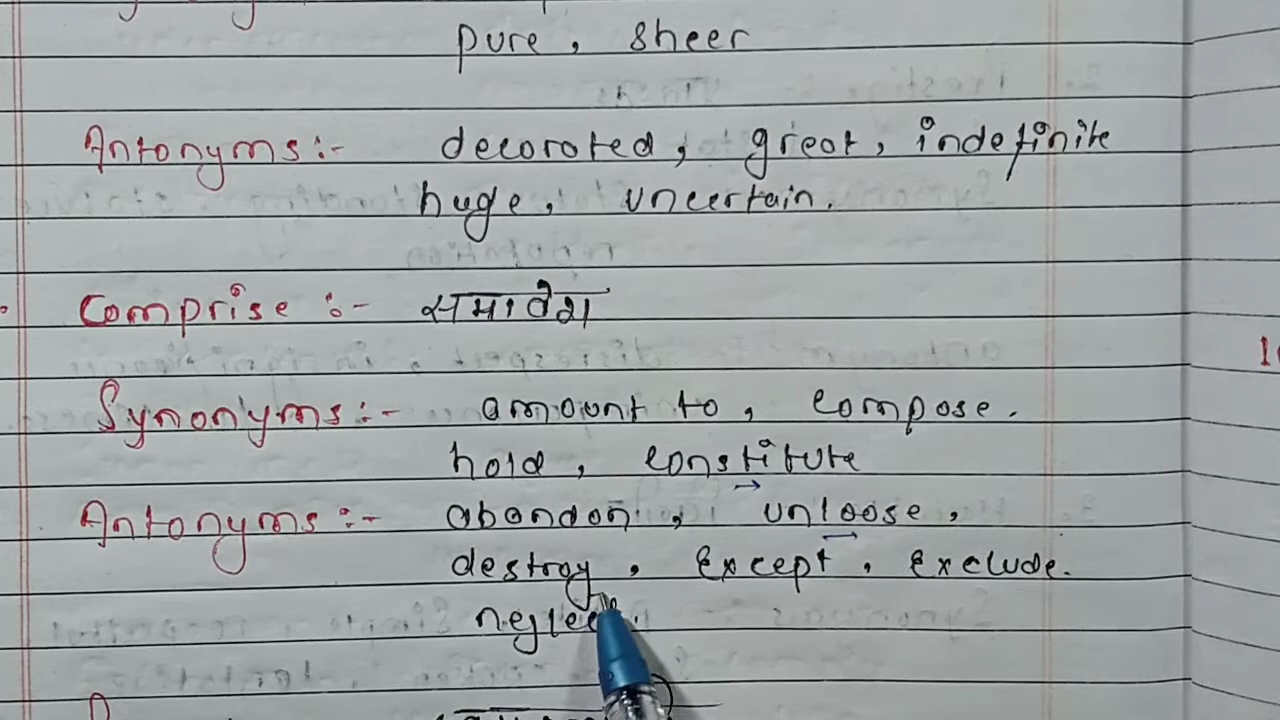 pure, sheer
Antonyms:- decorated, great, indefinite
huge, uncertain.
Comprise :- समावेश
Synonyms:- amount to, compose.
hold, constitute
Antonyms:- abandon, unloose,
destroy, Except, Exclude.